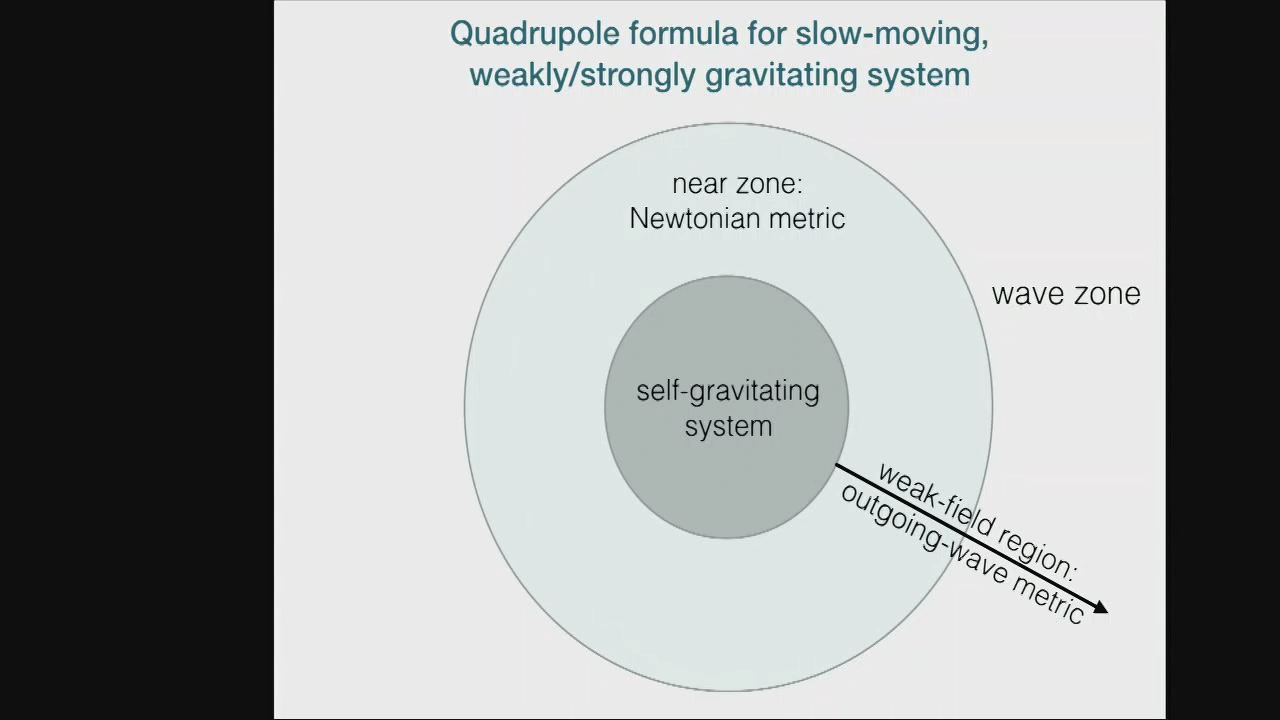 Quadrupole formula for slow-moving,
weakly/strongly gravitating system
near zone:
Newtonian metric
wave zone
self-gravitating
system
weak-field region:
outgoing-wave metric